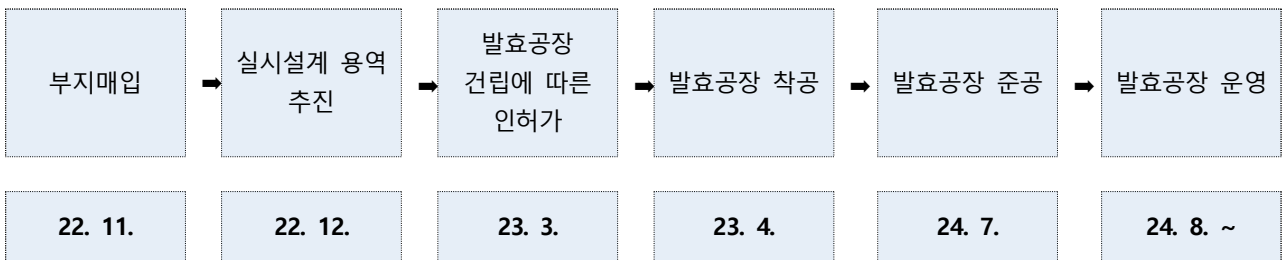 부지매입
➡
실시설계 용역
추진
➡
발효공장
건립에 따른
인허가
➡
발효공장 착공
➡
발효공장 준공
➡
발효공장 운영
22. 11.
22. 12.
23. 3.
23. 4.
24. 7.
24. 8. ~